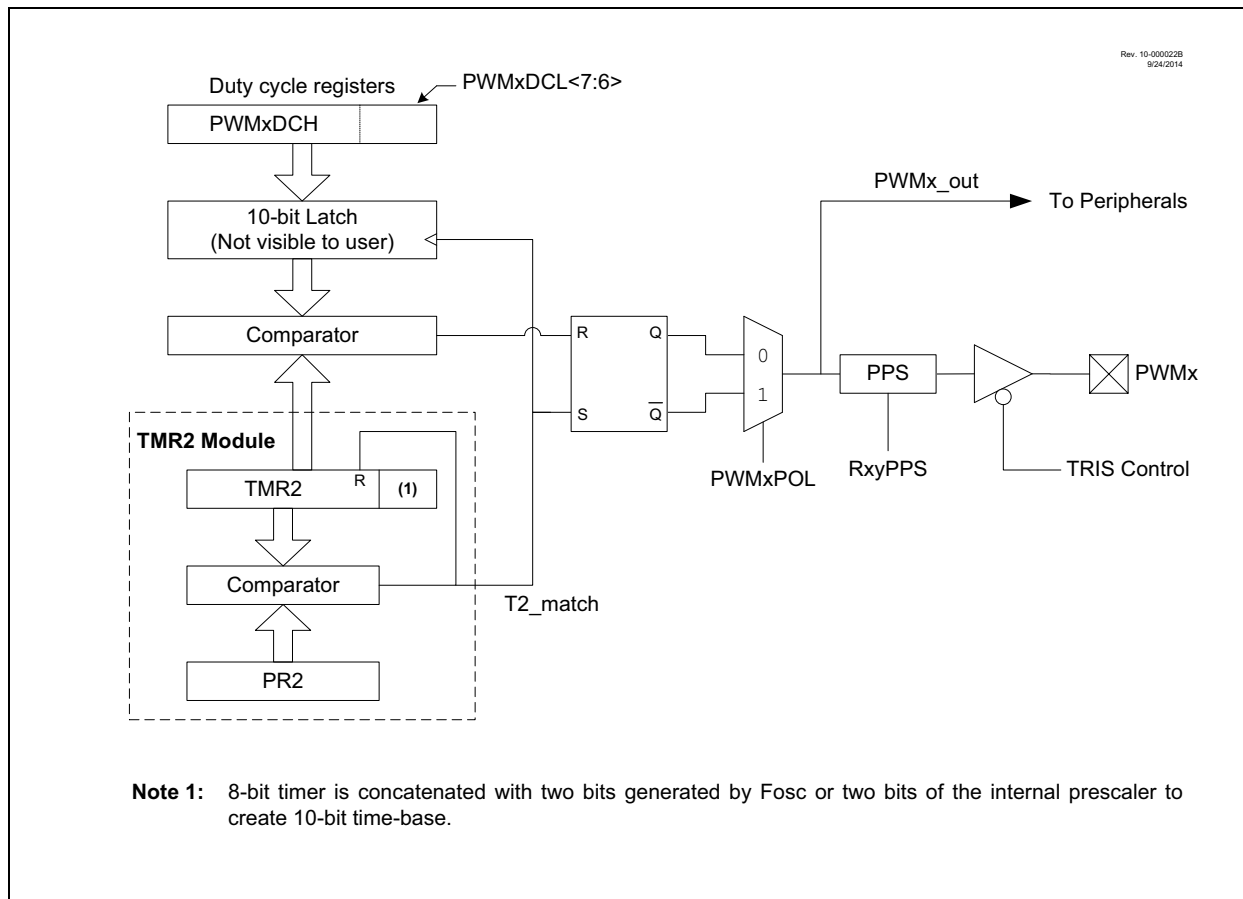 Rev. 10-000022B
9/24/2014
Duty cycle registers
PWMxDCL<7:6>
PWMxDCH
PWMx_out
To Peripherals
10-bit Latch
(Not visible to user)
Comparator
R
Q
S
Q
0
1
PPS
PWMx
PWMxPOL
RxyPPS
TRIS Control
TMR2 Module
R
TMR2
(1)
Comparator
T2_match
PR2
Note 1: 8-bit timer is concatenated with two bits generated by Fosc or two bits of the internal prescaler to
create 10-bit time-base.